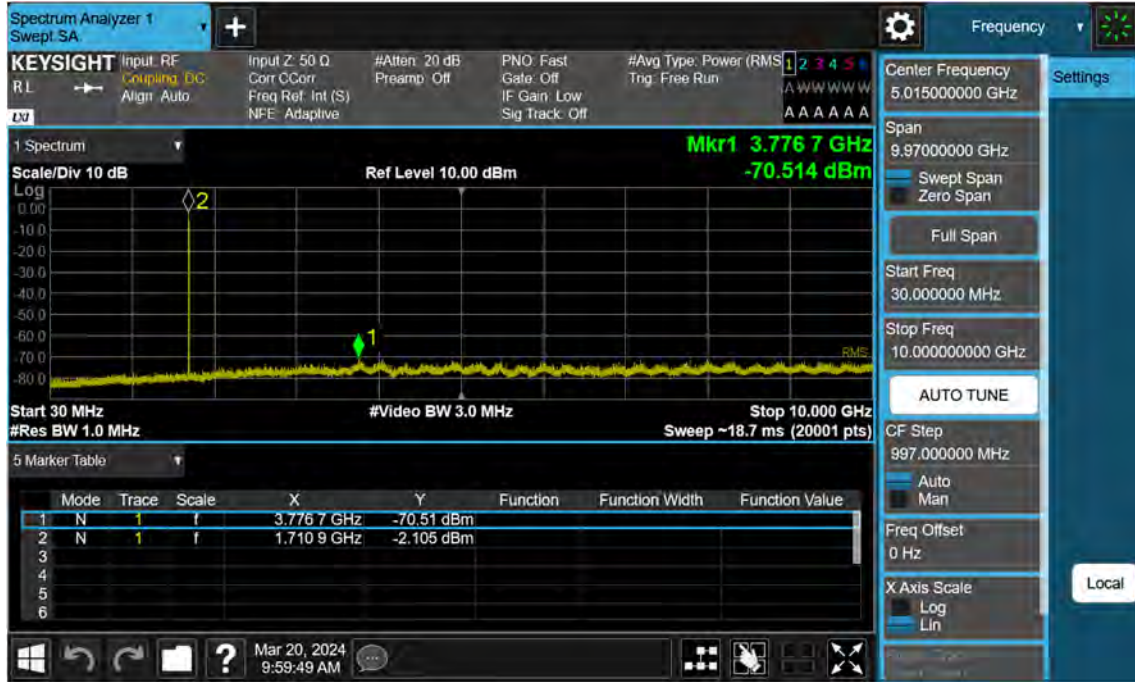 Spectrum Analyzer 1
Swept SA
+
Frequency
KEYSIGHT
RL
LXI
Input: RF
Coupling: DC
Align: Auto
Input Z: 50 Ω
Corr CCorr
Freq Ref: Int (S)
NFE: Adaptive
#Atten: 20 dB
Preamp: Off
PNO: Fast
Gate: Off
IF Gain: Low
Sig Track: Off
#Avg Type: Power (RMS
Trig: Free Run
1 2 3 4 5 6
A W W W W W
A A A A A A
1 Spectrum
Scale/Div 10 dB
Ref Level 10.00 dBm
Mkr1 3.776 7 GHz
-70.514 dBm
Log
0.00
-10.0
-20.0
-30.0
-40.0
-50.0
-60.0
-70.0
-80.0
2
1
RMS
Start 30 MHz
#Video BW 3.0 MHz
Stop 10.000 GHz
#Res BW 1.0 MHz
Sweep ~18.7 ms (20001 pts)
5 Marker Table
Mode Trace Scale X Y Function Function Width Function Value
1 N 1 f 3.776 7 GHz -70.51 dBm
2 N 1 f 1.710 9 GHz -2.105 dBm
3
4
5
6
Center Frequency
5.015000000 GHz
Settings
Span
9.97000000 GHz
Swept Span
Zero Span
Full Span
Start Freq
30.000000 MHz
Stop Freq
10.000000000 GHz
AUTO TUNE
CF Step
997.000000 MHz
Auto
Man
Freq Offset
0 Hz
X Axis Scale
Log
Lin
Local
?
Mar 20, 2024
9:59:49 AM